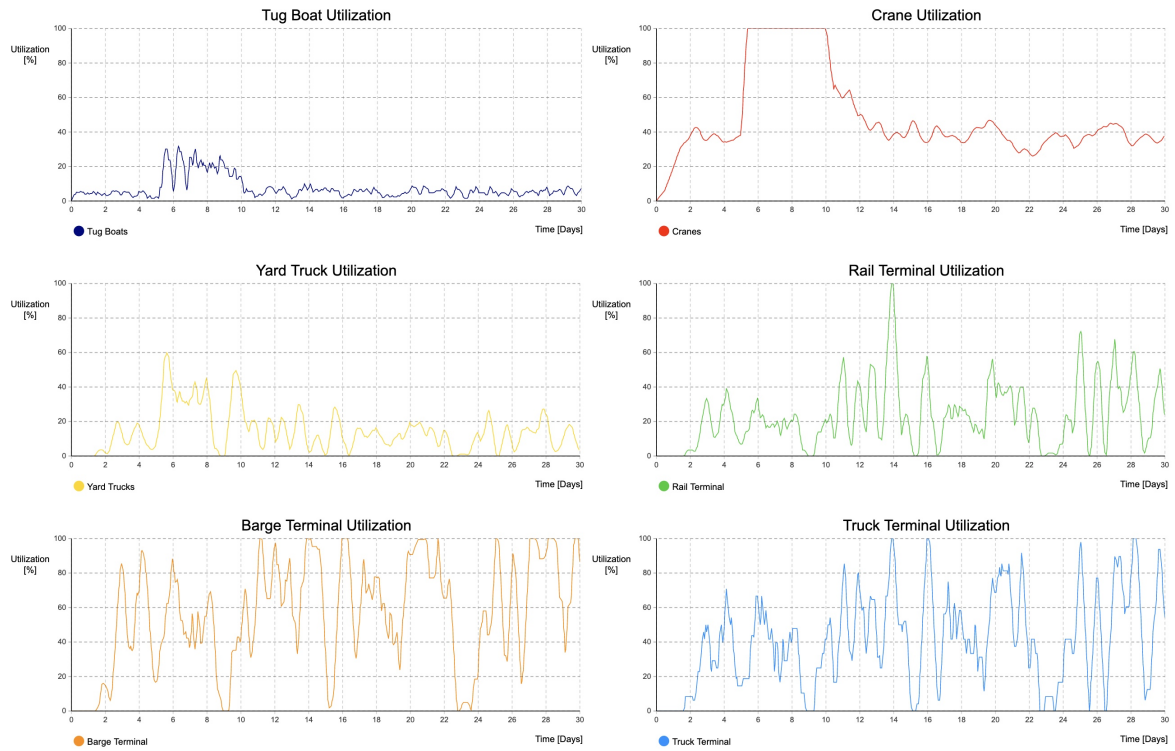 Tug Boat Utilization
Utilization
[%]
100
80
60
40
20
0
0 2 4 6 8 10 12 14 16 18 20 22 24 26 28 30
Time [Days]
Tug Boats
Crane Utilization
Utilization
[%]
100
80
60
40
20
0
0 2 4 6 8 10 12 14 16 18 20 22 24 26 28 30
Time [Days]
Cranes
Yard Truck Utilization
Utilization
[%]
100
80
60
40
20
0
0 2 4 6 8 10 12 14 16 18 20 22 24 26 28 30
Time [Days]
Yard Trucks
Rail Terminal Utilization
Utilization
[%]
100
80
60
40
20
0
0 2 4 6 8 10 12 14 16 18 20 22 24 26 28 30
Time [Days]
Rail Terminal
Barge Terminal Utilization
Utilization
[%]
100
80
60
40
20
0
0 2 4 6 8 10 12 14 16 18 20 22 24 26 28 30
Time [Days]
Barge Terminal
Truck Terminal Utilization
Utilization
[%]
100
80
60
40
20
0
0 2 4 6 8 10 12 14 16 18 20 22 24 26 28 30
Time [Days]
Truck Terminal